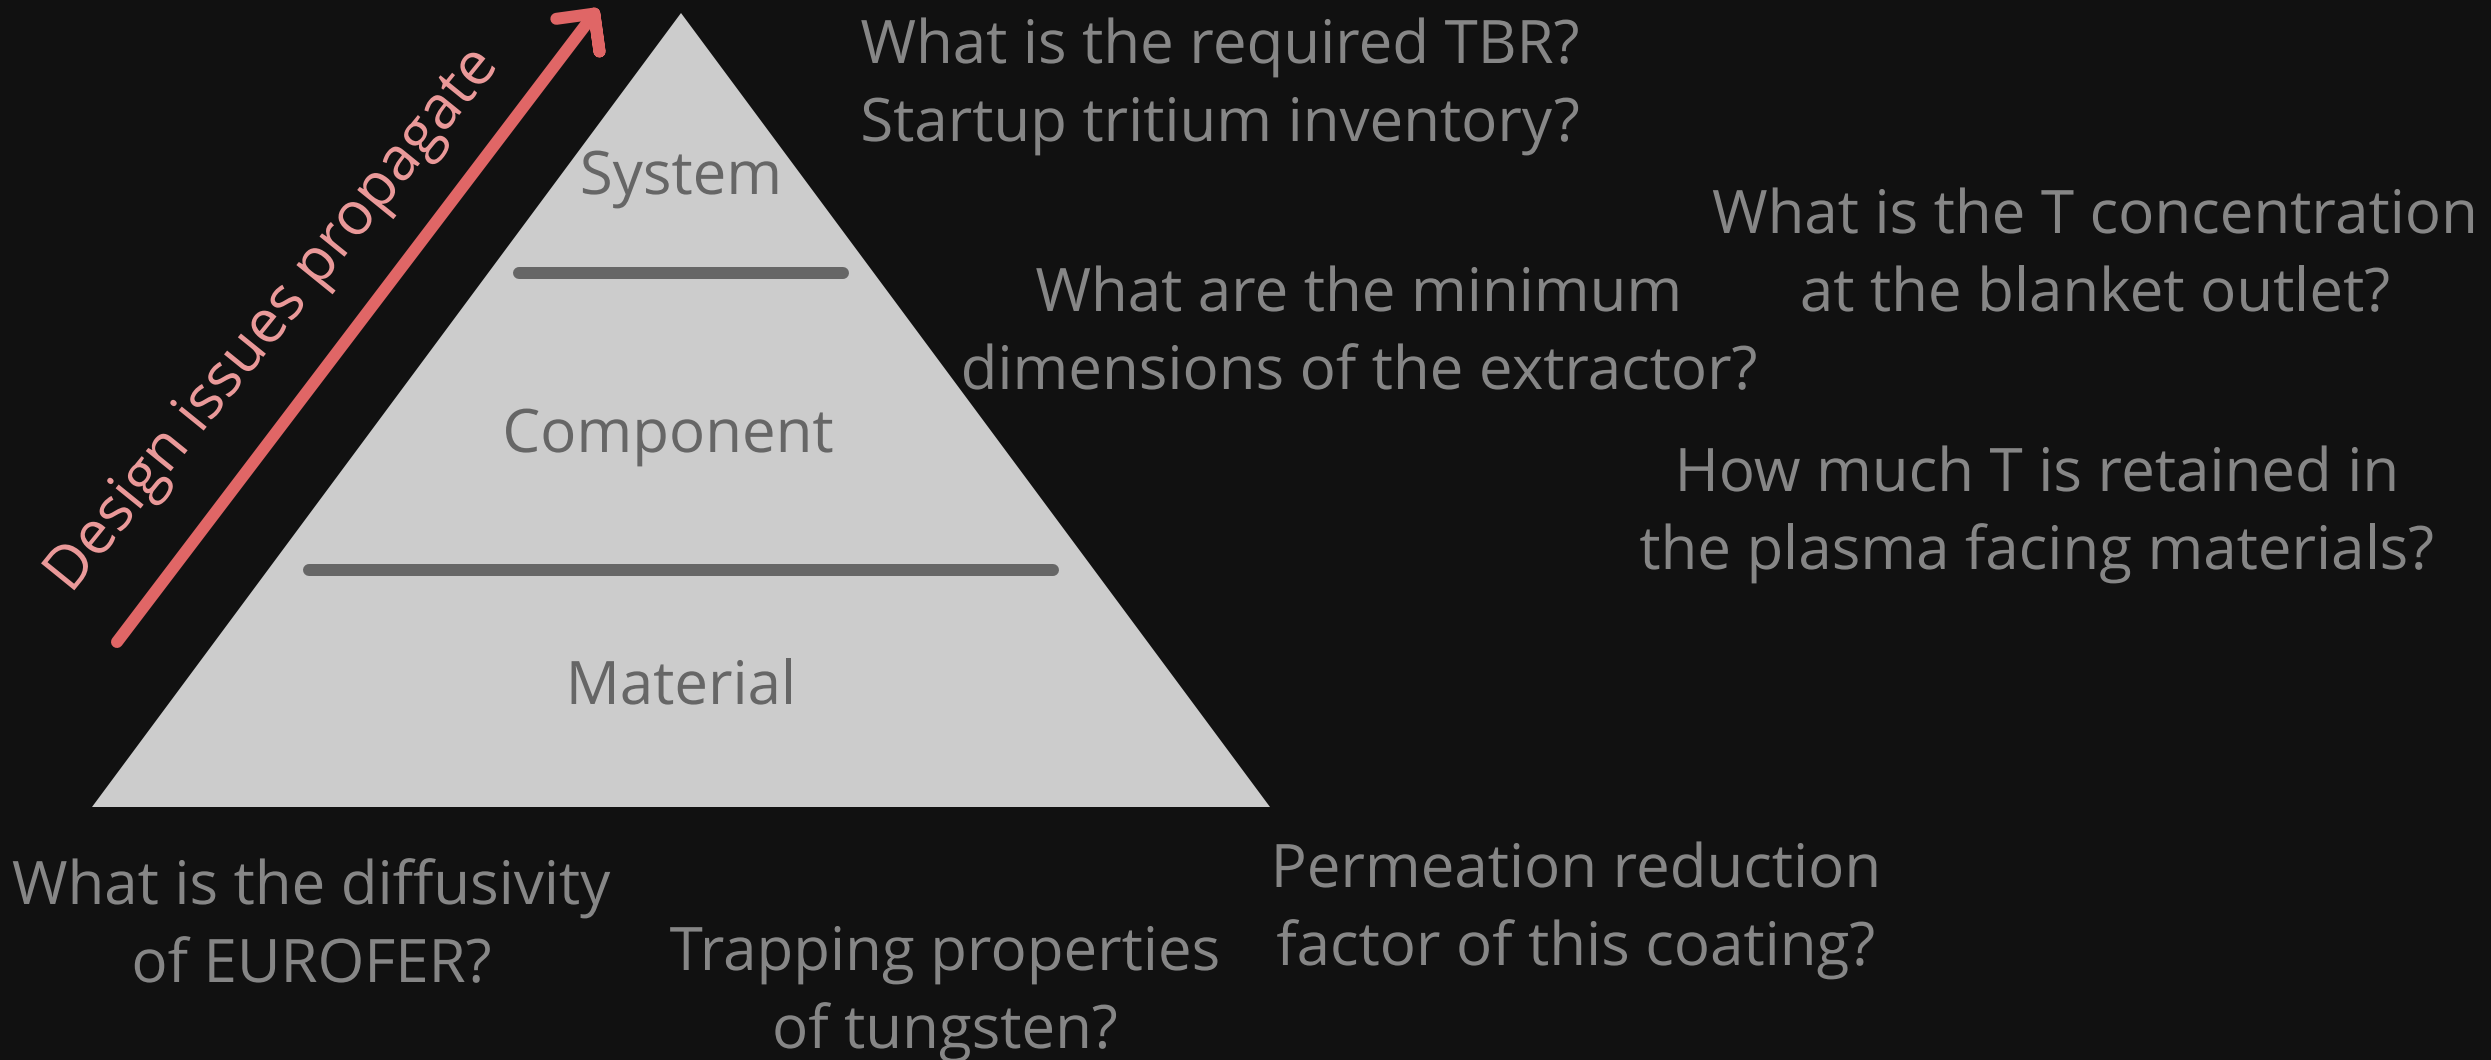 Design issues propagate
System
Component
Material
What is the required TBR?
Startup tritium inventory?
What is the T concentration
at the blanket outlet?
What are the minimum
dimensions of the extractor?
How much T is retained in
the plasma facing materials?
What is the diffusivity
of EUROFER?
Trapping properties
of tungsten?
Permeation reduction
factor of this coating?